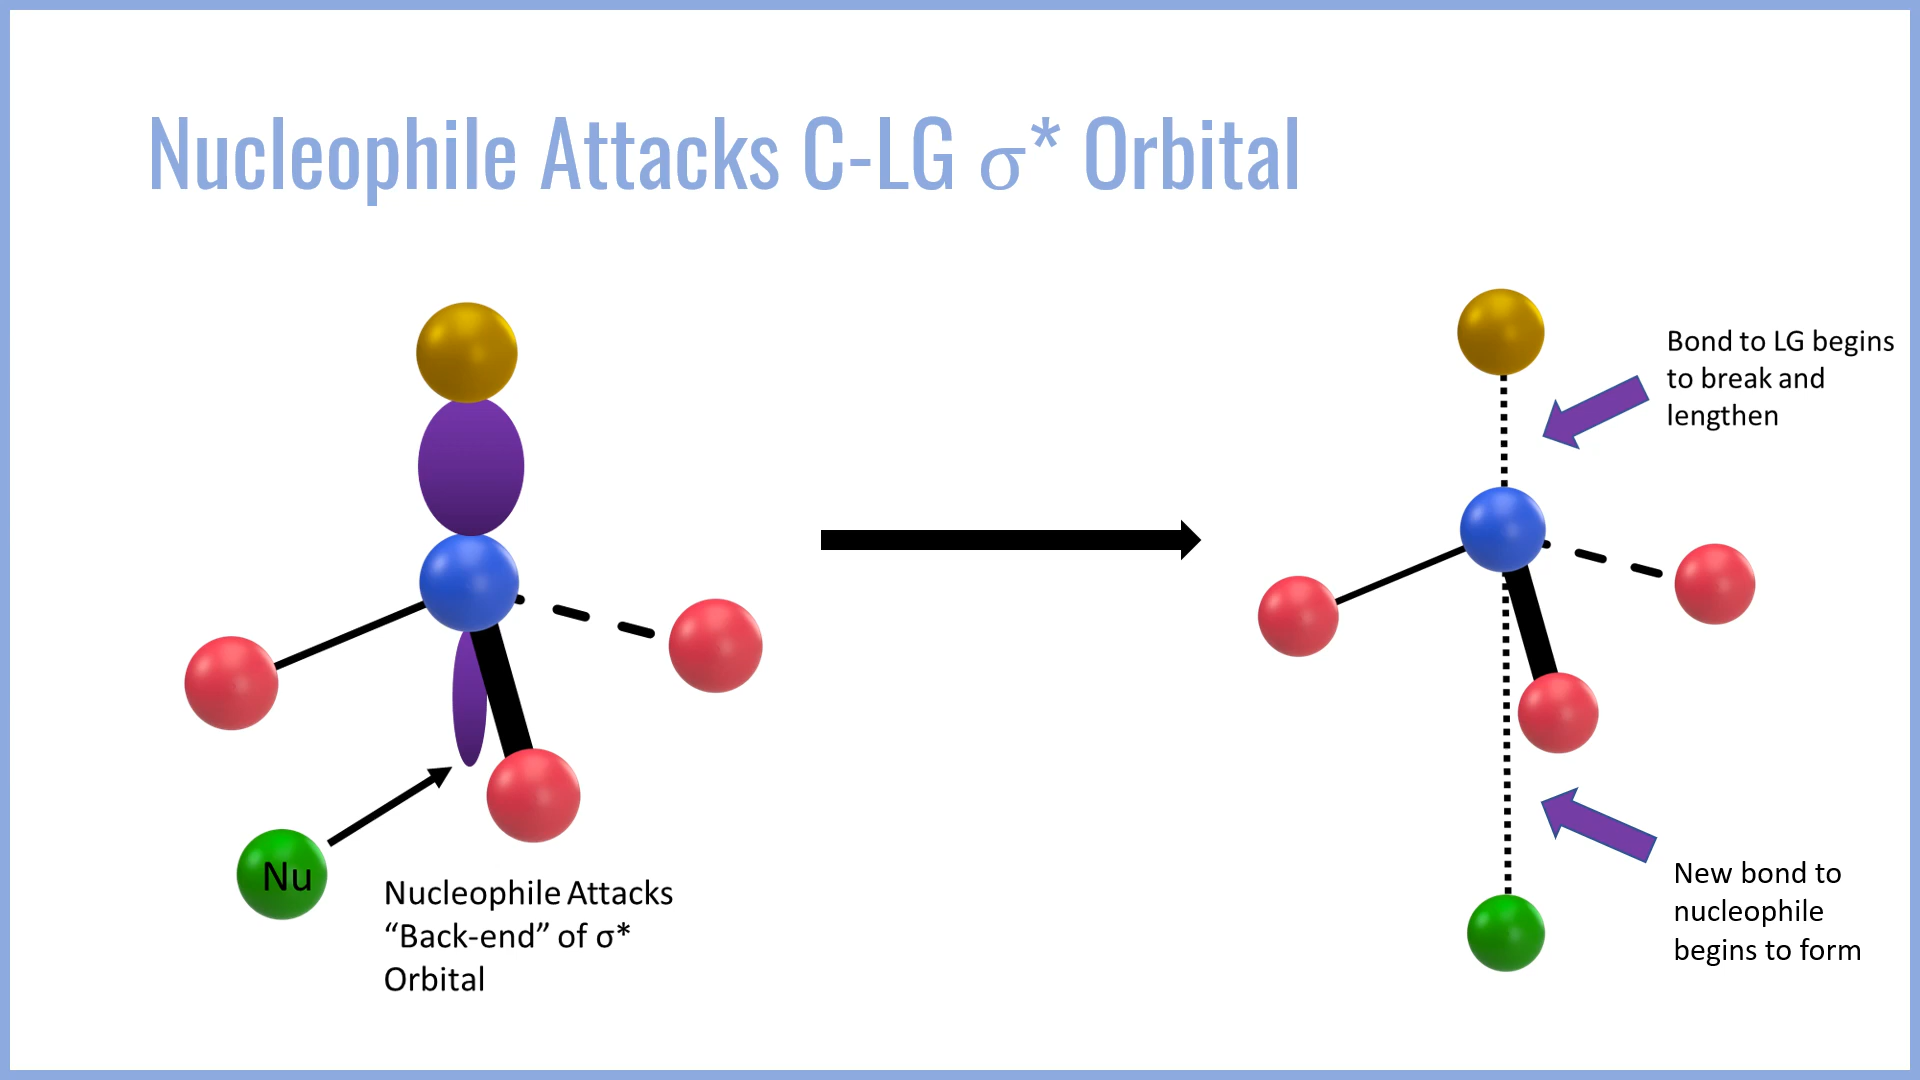 Nucleophile Attacks C-LG σ* Orbital
Bond to LG begins
to break and
lengthen
Nu
Nucleophile Attacks
“Back-end” of σ*
Orbital
New bond to
nucleophile
begins to form